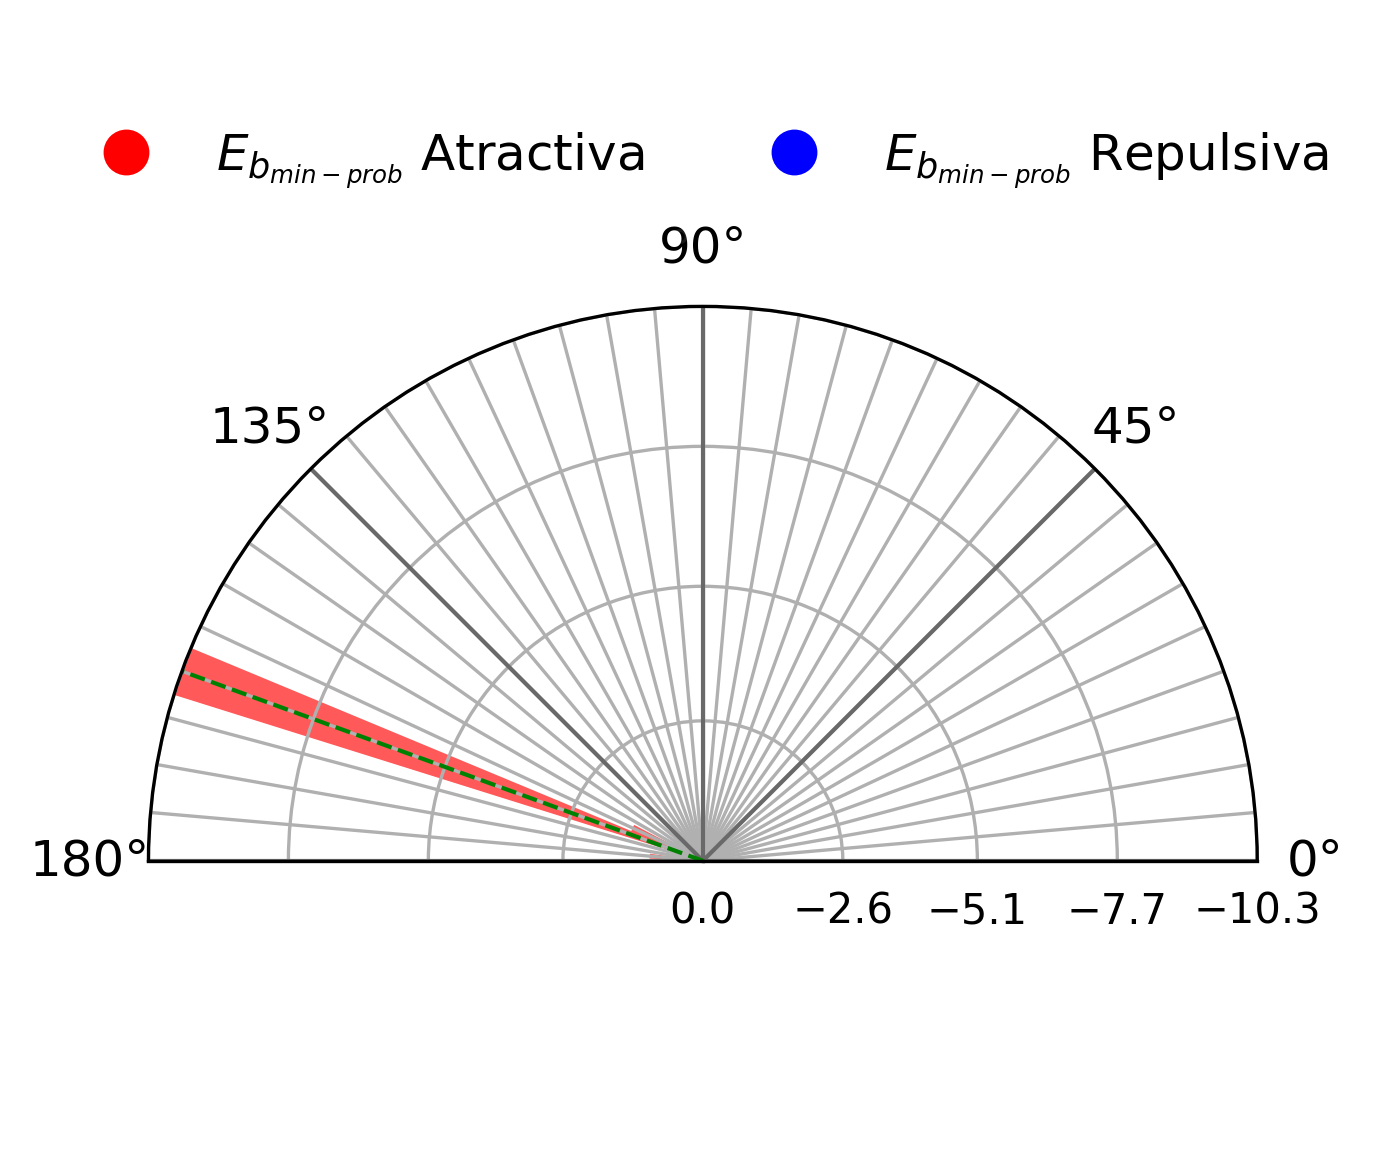 E_{b_{min-prob}} Atractiva E_{b_{min-prob}} Repulsiva
90°
135° 45°
180° 0°
0.0 −2.6 −5.1 −7.7 −10.3